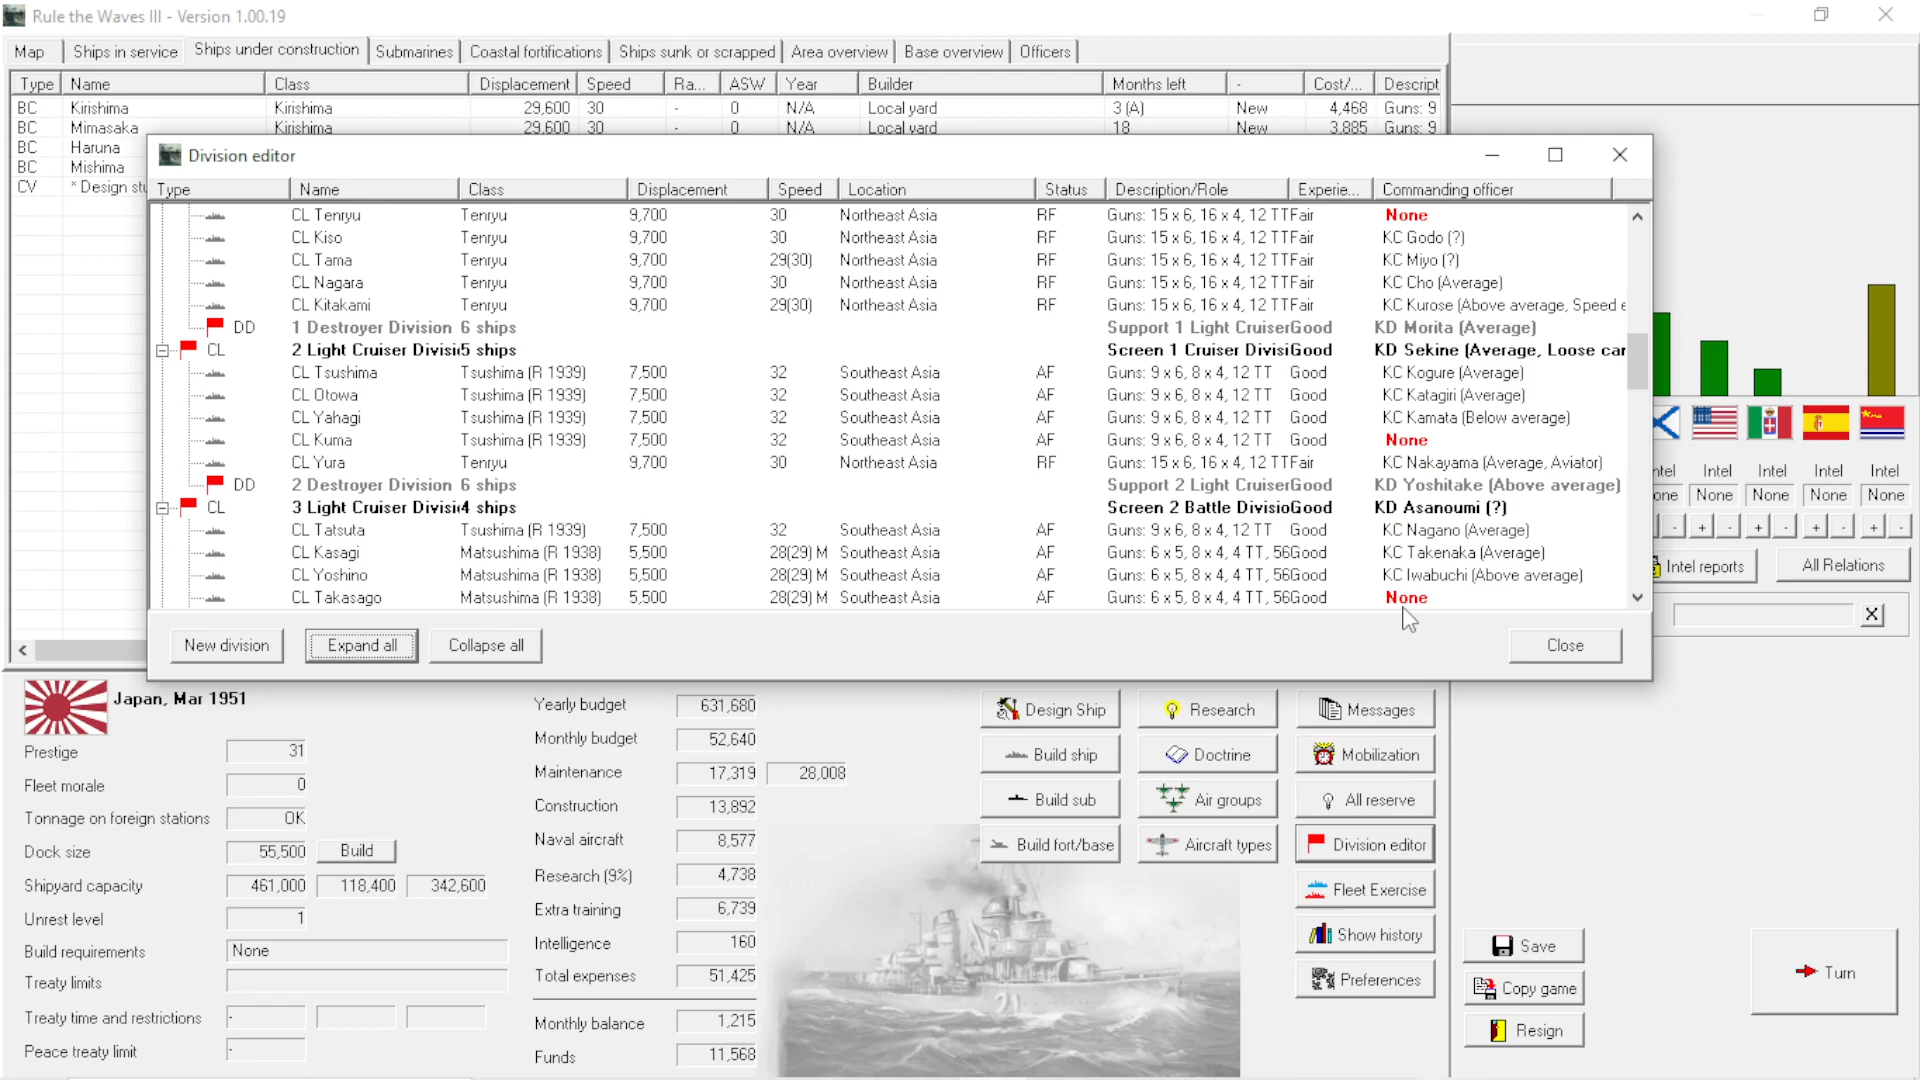 Rule the Waves III - Version 1.00.19
Map Ships in service Ships under construction Submarines Coastal fortifications Ships sunk or scrapped Area overview Base overview Officers
Type Name Class Displacement Speed Ra... ASW Year Builder Months left - Cost/... Descript
BC Kirishima Kirishima 29,600 30 - 0 N/A Local yard 3 (A) New 4,468 Guns: 9
BC Mimasaka Kirishima 29,600 30 - 0 N/A Local yard 18 New 3,885 Guns: 9
BC Haruna
BC Mishima
CV * Design stu
Division editor
Type Name Class Displacement Speed Location Status Description/Role Experie... Commanding officer
CL Tenryu Tenryu 9,700 30 Northeast Asia RF Guns: 15 x 6, 16 x 4, 12 TT Fair None
CL Kiso Tenryu 9,700 30 Northeast Asia RF Guns: 15 x 6, 16 x 4, 12 TT Fair KC Godo (?)
CL Tama Tenryu 9,700 29(30) Northeast Asia RF Guns: 15 x 6, 16 x 4, 12 TT Fair KC Miyo (?)
CL Nagara Tenryu 9,700 30 Northeast Asia RF Guns: 15 x 6, 16 x 4, 12 TT Fair KC Cho (Average)
CL Kitakami Tenryu 9,700 29(30) Northeast Asia RF Guns: 15 x 6, 16 x 4, 12 TT Fair KC Kurose (Above average, Speed e
DD 1 Destroyer Division 6 ships Support 1 Light Cruiser Good KD Morita (Average)
CL 2 Light Cruiser Divisi 5 ships Screen 1 Cruiser Divisi Good KD Sekine (Average, Loose car
CL Tsushima Tsushima (R 1939) 7,500 32 Southeast Asia AF Guns: 9 x 6, 8 x 4, 12 TT Good KC Kogure (Average)
CL Otowa Tsushima (R 1939) 7,500 32 Southeast Asia AF Guns: 9 x 6, 8 x 4, 12 TT Good KC Katagiri (Average)
CL Yahagi Tsushima (R 1939) 7,500 32 Southeast Asia AF Guns: 9 x 6, 8 x 4, 12 TT Good KC Kamata (Below average)
CL Kuma Tsushima (R 1939) 7,500 32 Southeast Asia AF Guns: 9 x 6, 8 x 4, 12 TT Good None
CL Yura Tenryu 9,700 30 Northeast Asia RF Guns: 15 x 6, 16 x 4, 12 TT Fair KC Nakayama (Average, Aviator)
DD 2 Destroyer Division 6 ships Support 2 Light Cruiser Good KD Yoshitake (Above average)
CL 3 Light Cruiser Divisi 4 ships Screen 2 Battle Divisio Good KD Asanoumi (?)
CL Tatsuta Tsushima (R 1939) 7,500 32 Southeast Asia AF Guns: 9 x 6, 8 x 4, 12 TT Good KC Nagano (Average)
CL Kasagi Matsushima (R 1938) 5,500 28(29) M Southeast Asia AF Guns: 6 x 5, 8 x 4, 4 TT, 56 Good KC Takenaka (Average)
CL Yoshino Matsushima (R 1938) 5,500 28(29) M Southeast Asia AF Guns: 6 x 5, 8 x 4, 4 TT, 56 Good KC Iwabuchi (Above average)
CL Takasago Matsushima (R 1938) 5,500 28(29) M Southeast Asia AF Guns: 6 x 5, 8 x 4, 4 TT, 56 Good None
New division Expand all Collapse all Close
ntel Intel Intel Intel Intel
one None None None None
- + - + - + - + -
Intel reports All Relations
X
Japan, Mar 1951
Prestige 31
Fleet morale 0
Tonnage on foreign stations OK
Dock size 55,500 Build
Shipyard capacity 461,000 118,400 342,600
Unrest level 1
Build requirements None
Treaty limits
Treaty time and restrictions -
Peace treaty limit -
Yearly budget 631,680
Monthly budget 52,640
Maintenance 17,319 28,008
Construction 13,892
Naval aircraft 8,577
Research (9%) 4,738
Extra training 6,739
Intelligence 160
Total expenses 51,425
Monthly balance 1,215
Funds 11,568
Design Ship Research Messages
Build ship Doctrine Mobilization
Build sub Air groups All reserve
Build fort/base Aircraft types Division editor
Fleet Exercise
Show history
Preferences
Save
Copy game
Resign
Turn